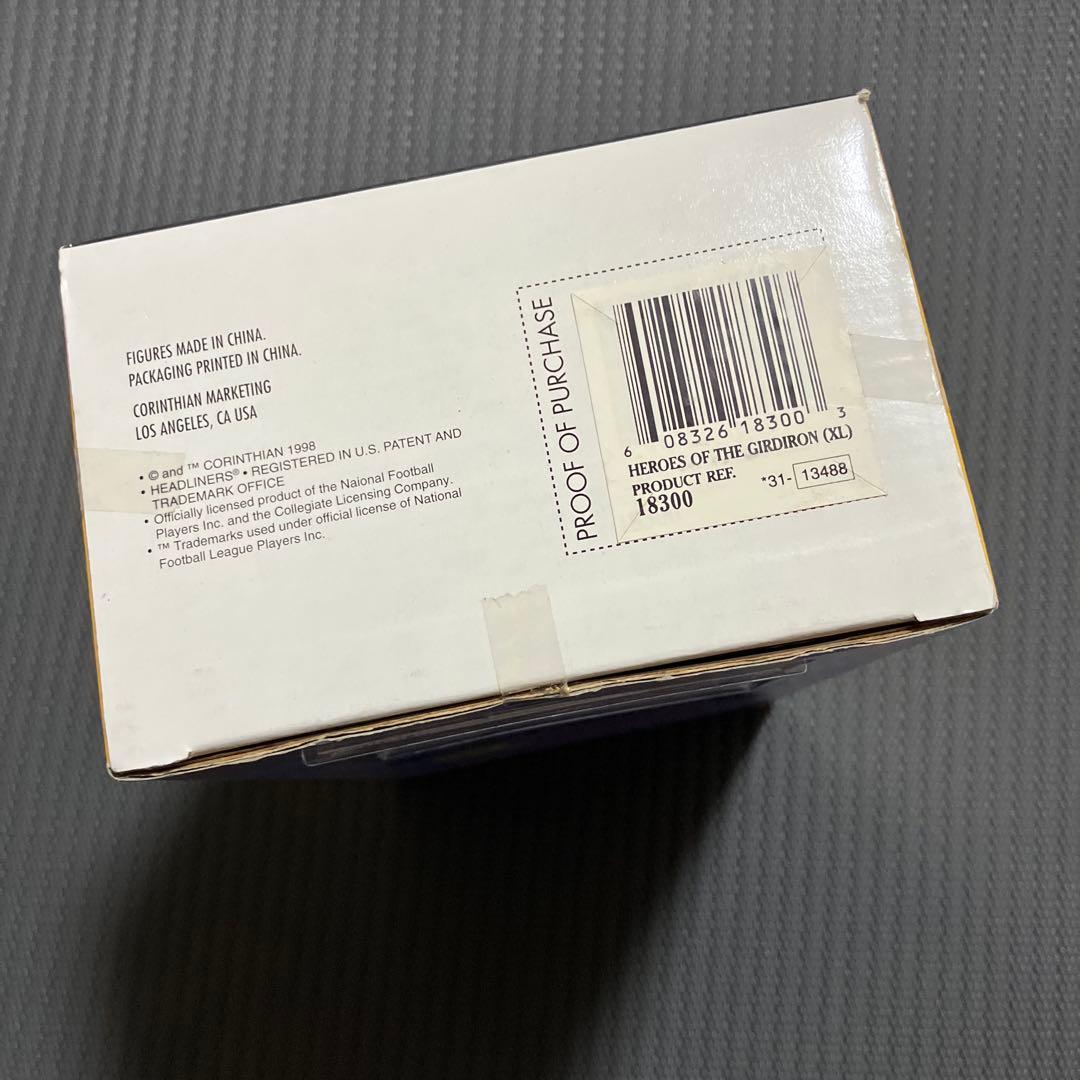 FIGURES MADE IN CHINA.
PACKAGING PRINTED IN CHINA.
CORINTHIAN MARKETING
LOS ANGELES, CA USA
• © and ™ CORINTHIAN 1998
• HEADLINERS® • REGISTERED IN U.S. PATENT AND
TRADEMARK OFFICE
• Officially licensed product of the Naional Football
Players Inc. and the Collegiate Licensing Company.
• ™ Trademarks used under official license of National
Football League Players Inc.
PROOF OF PURCHASE
6 08326 18300 3
HEROES OF THE GIRDIRON (XL)
PRODUCT REF. *31- 13488
18300